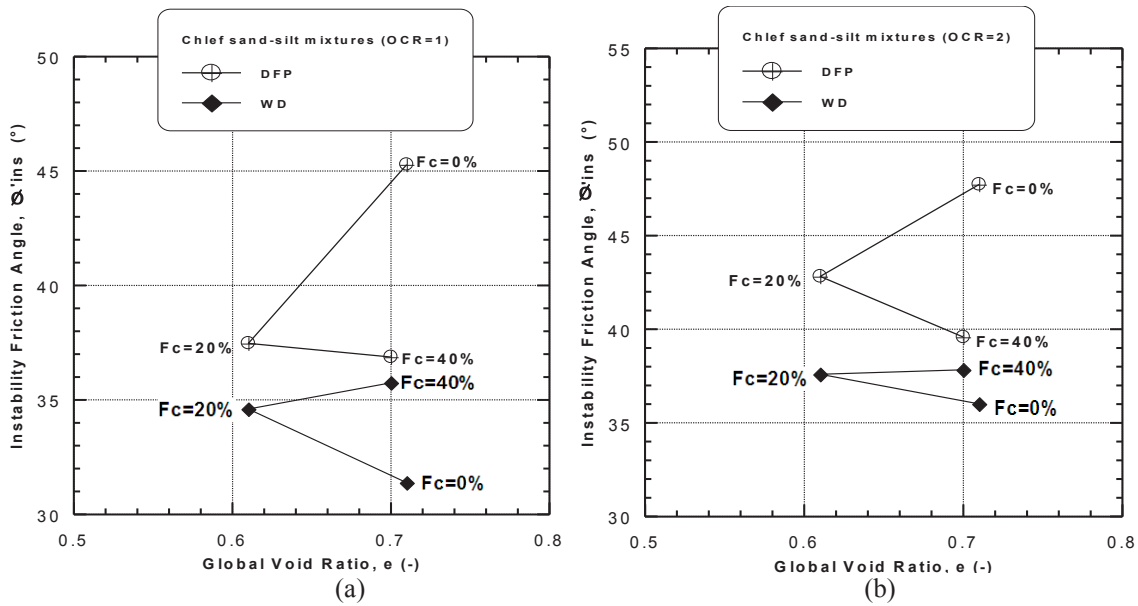 Chlef sand-silt mixtures (OCR=1)
DFP
WD
50
45
40
35
30
0.5
0.6
0.7
0.8
Instability Friction Angle, Ø'ins (°)
Global Void Ratio, e (-)
Fc=0%
Fc=20%
Fc=40%
Fc=40%
Fc=20%
Fc=0%
(a)
Chlef sand-silt mixtures (OCR=2)
DFP
WD
55
50
45
40
35
30
0.5
0.6
0.7
0.8
Instability Friction Angle, Ø'ins (°)
Global Void Ratio, e (-)
Fc=0%
Fc=20%
Fc=40%
Fc=20%
Fc=40%
Fc=0%
(b)